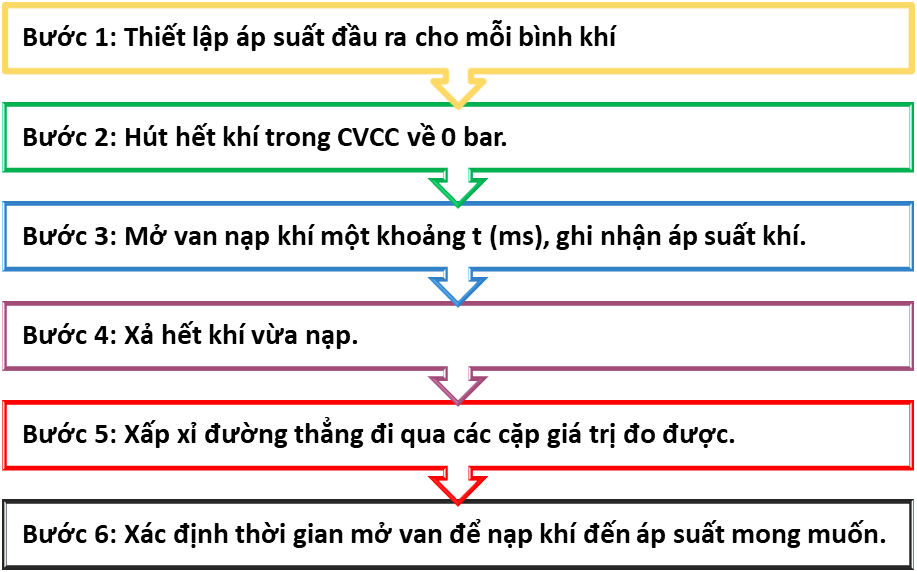 Bước 1: Thiết lập áp suất đầu ra cho mỗi bình khí
Bước 2: Hút hết khí trong CVCC về 0 bar.
Bước 3: Mở van nạp khí một khoảng t (ms), ghi nhận áp suất khí.
Bước 4: Xả hết khí vừa nạp.
Bước 5: Xấp xỉ đường thẳng đi qua các cặp giá trị đo được.
Bước 6: Xác định thời gian mở van để nạp khí đến áp suất mong muốn.